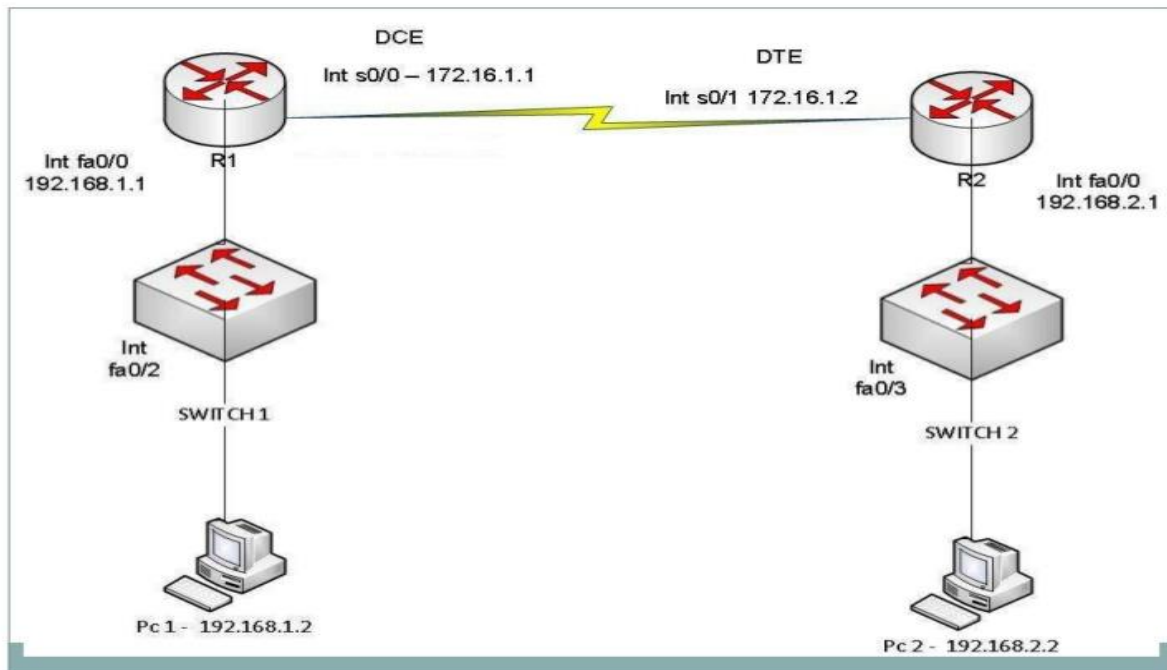 DCE
Int s0/0 – 172.16.1.1
DTE
Int s0/1 172.16.1.2
R1
Int fa0/0
192.168.1.1
R2
Int fa0/0
192.168.2.1
Int
fa0/2
SWITCH 1
Int
fa0/3
SWITCH 2
Pc 1 - 192.168.1.2
Pc 2 - 192.168.2.2